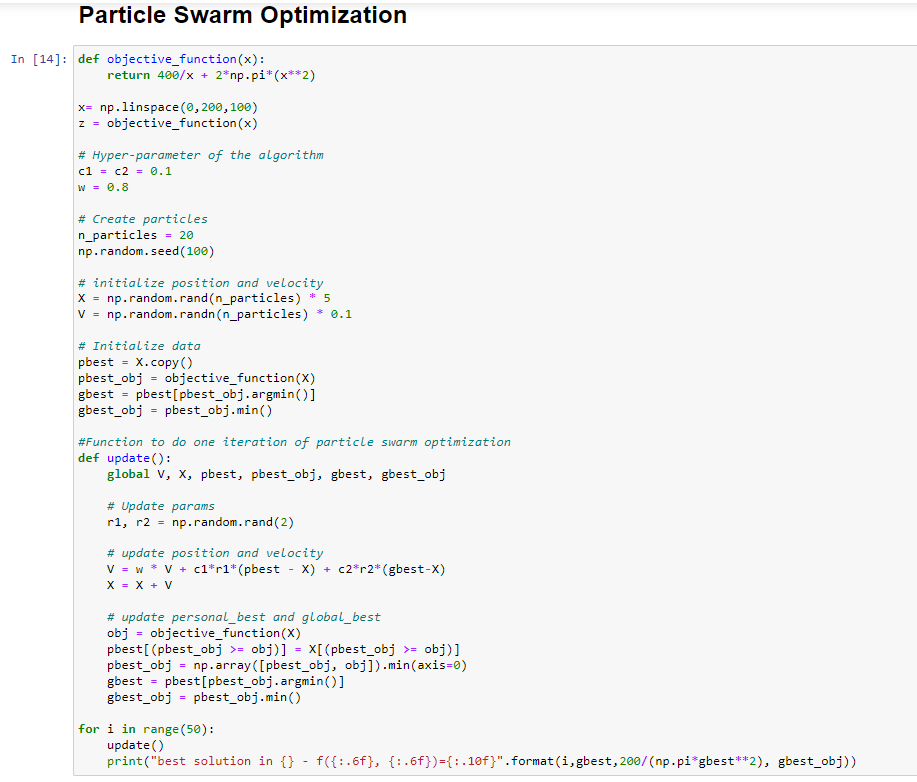 Particle Swarm Optimization
In [14]: def objective_function(x):
    return 400/x + 2*np.pi*(x**2)

x= np.linspace(0,200,100)
z = objective_function(x)

# Hyper-parameter of the algorithm
c1 = c2 = 0.1
w = 0.8

# Create particles
n_particles = 20
np.random.seed(100)

# initialize position and velocity
X = np.random.rand(n_particles) * 5
V = np.random.randn(n_particles) * 0.1

# Initialize data
pbest = X.copy()
pbest_obj = objective_function(X)
gbest = pbest[pbest_obj.argmin()]
gbest_obj = pbest_obj.min()

#Function to do one iteration of particle swarm optimization
def update():
    global V, X, pbest, pbest_obj, gbest, gbest_obj

    # Update params
    r1, r2 = np.random.rand(2)

    # update position and velocity
    V = w * V + c1*r1*(pbest - X) + c2*r2*(gbest-X)
    X = X + V

    # update personal_best and global_best
    obj = objective_function(X)
    pbest[(pbest_obj >= obj)] = X[(pbest_obj >= obj)]
    pbest_obj = np.array([pbest_obj, obj]).min(axis=0)
    gbest = pbest[pbest_obj.argmin()]
    gbest_obj = pbest_obj.min()

for i in range(50):
    update()
    print("best solution in {} - f({:.6f}, {:.6f})={:.10f}".format(i,gbest,200/(np.pi*gbest**2), gbest_obj))